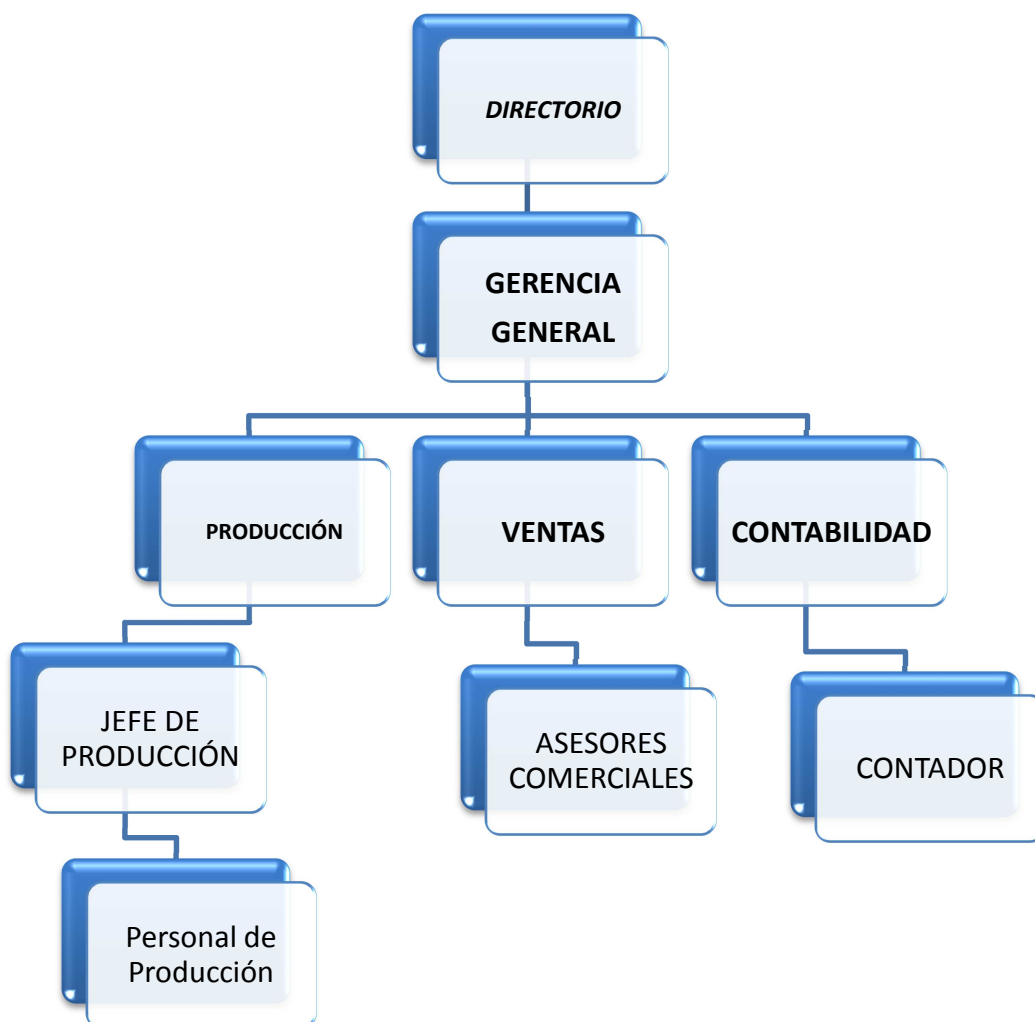 DIRECTORIO
GERENCIA
GENERAL
PRODUCCIÓN
VENTAS
CONTABILIDAD
JEFE DE
PRODUCCIÓN
ASESORES
COMERCIALES
CONTADOR
Personal de
Producción